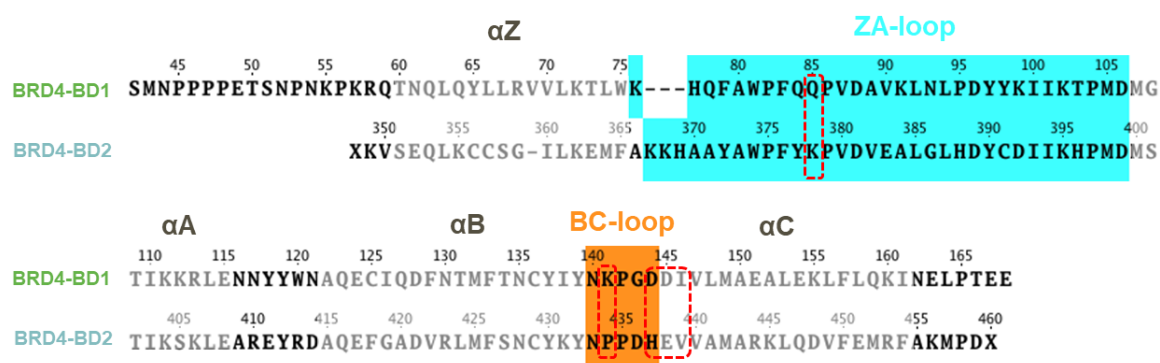 αZ ZA-loop
45 50 55 60 65 70 75 80 85 90 95 100 105
BRD4-BD1 SMNPPPPETSNPNKPKRQTNQLQYLLRVVLKTLWK---HQFAWPFQQPVDAVKLNLPDYYKIIKTPMDMG
350 355 360 365 370 375 380 385 390 395 400
BRD4-BD2 XKVSEQLKCCSG-ILKEMFAKKHAAYAWPFYKPVDVEALGLHDYCDIIKHPMDMS
αA αB BC-loop αC
110 115 120 125 130 135 140 145 150 155 160 165
BRD4-BD1 TIKKRLENNYYWNAQECIQDFNTMFTNCYIYNKPGDDIVLMAEALEKLFLQKINELPTEE
405 410 415 420 425 430 435 440 445 450 455 460
BRD4-BD2 TIKSKLEAREYRDAQEFGADVRLMFSNCYKYNPPDHEVVAMARKLQDVFEMRFAKMPDX